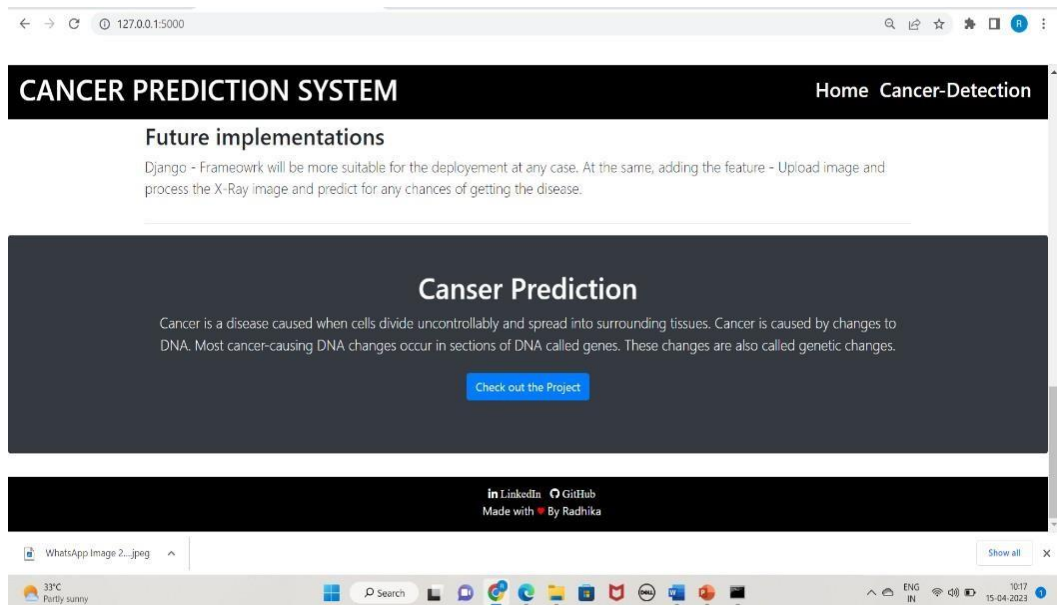 127.0.0.1:5000
R
CANCER PREDICTION SYSTEM
Home Cancer-Detection
Future implementations
Django - Frameowrk will be more suitable for the deployement at any case. At the same, adding the feature - Upload image and
process the X-Ray image and predict for any chances of getting the disease.
Canser Prediction
Cancer is a disease caused when cells divide uncontrollably and spread into surrounding tissues. Cancer is caused by changes to
DNA. Most cancer-causing DNA changes occur in sections of DNA called genes. These changes are also called genetic changes.
Check out the Project
in LinkedIn GitHub
Made with ♥ By Radhika
WhatsApp Image 2....jpeg
Show all
33°C
Partly sunny
Search
DELL
ENG
IN
10:17
15-04-2023
1